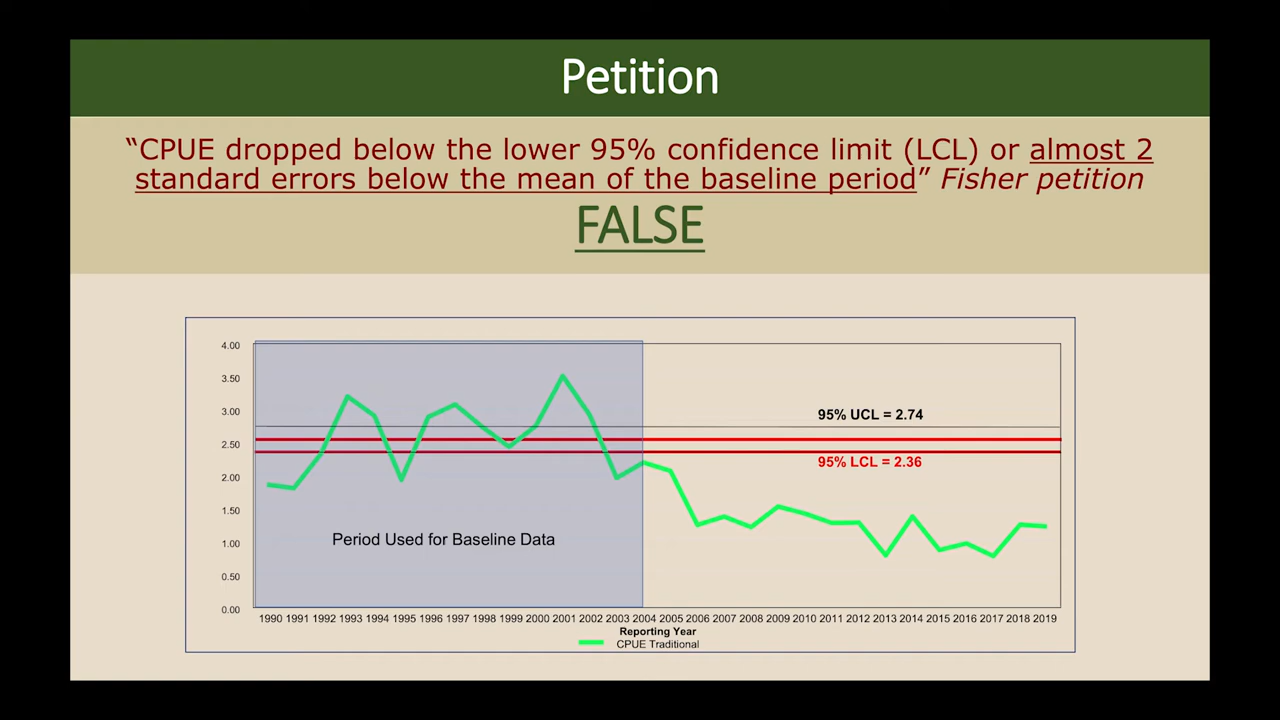 Petition
“CPUE dropped below the lower 95% confidence limit (LCL) or almost 2
standard errors below the mean of the baseline period” Fisher petition
FALSE
4.00
3.50
3.00
2.50
2.00
1.50
1.00
0.50
0.00
95% UCL = 2.74
95% LCL = 2.36
Period Used for Baseline Data
1990 1991 1992 1993 1994 1995 1996 1997 1998 1999 2000 2001 2002 2003 2004 2005 2006 2007 2008 2009 2010 2011 2012 2013 2014 2015 2016 2017 2018 2019
Reporting Year
CPUE Traditional